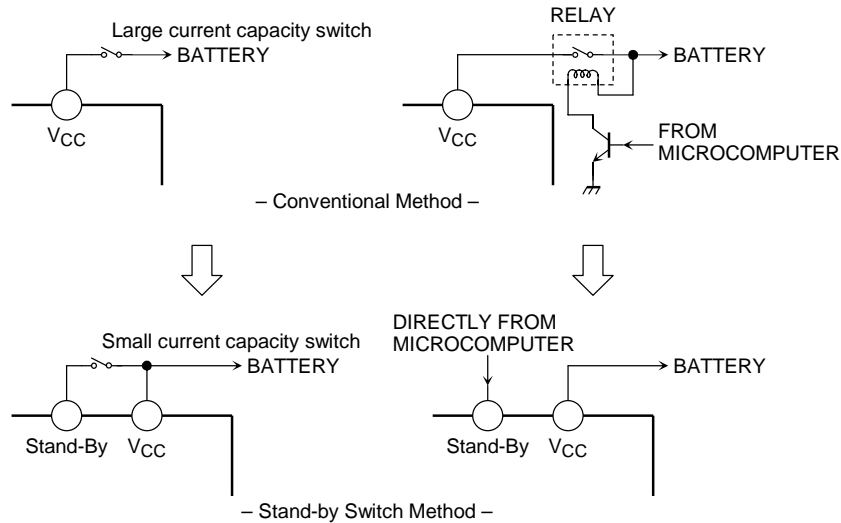 Large current capacity switch
BATTERY
VCC
RELAY
BATTERY
VCC
FROM
MICROCOMPUTER
– Conventional Method –
Small current capacity switch
BATTERY
Stand-By
VCC
DIRECTLY FROM
MICROCOMPUTER
BATTERY
Stand-By
VCC
– Stand-by Switch Method –